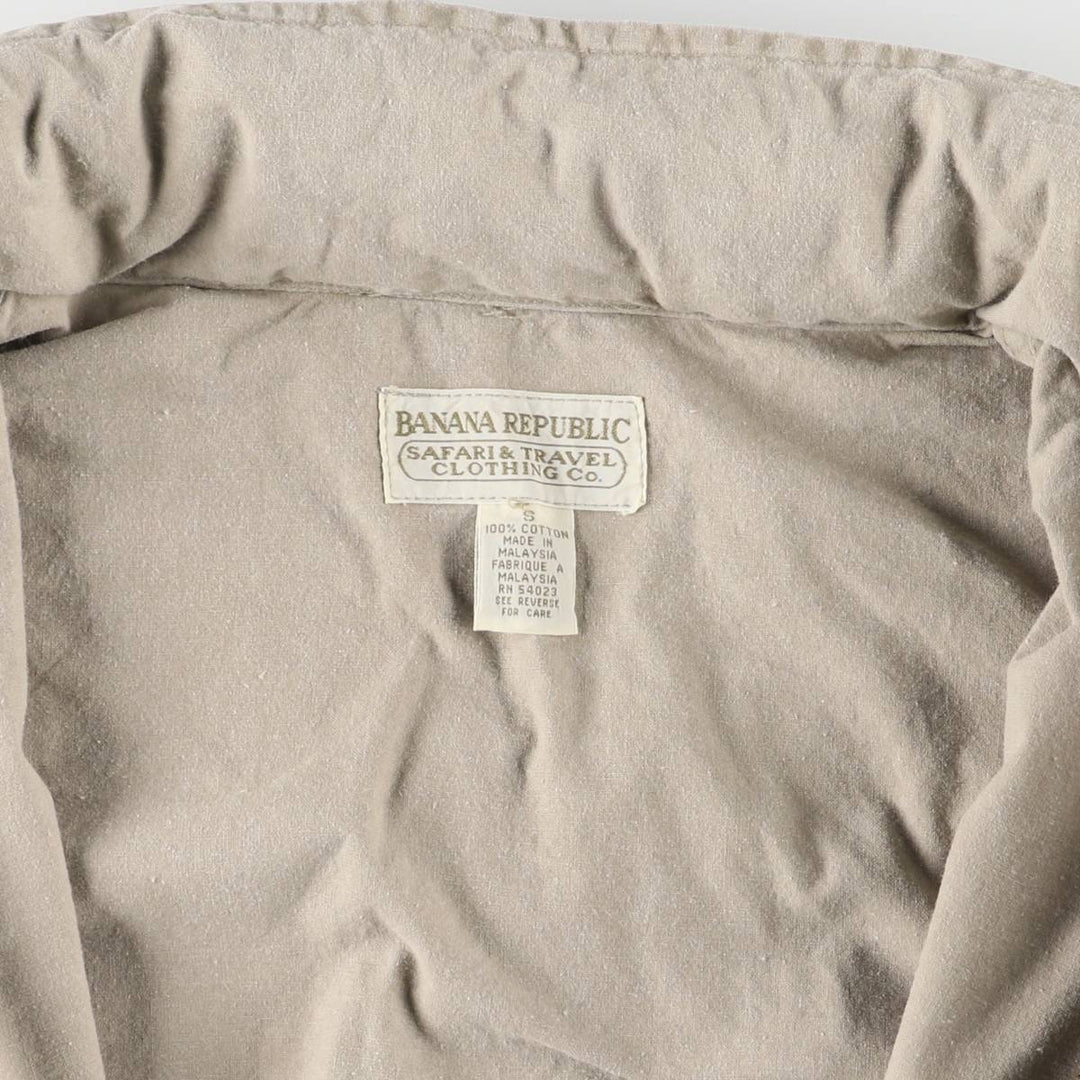 BANANA REPUBLIC
SAFARI & TRAVEL
CLOTHING Co.
S
100% COTTON
MADE IN
MALAYSIA
FABRIQUE A
MALAYSIA
RN 54023
SEE REVERSE
FOR CARE